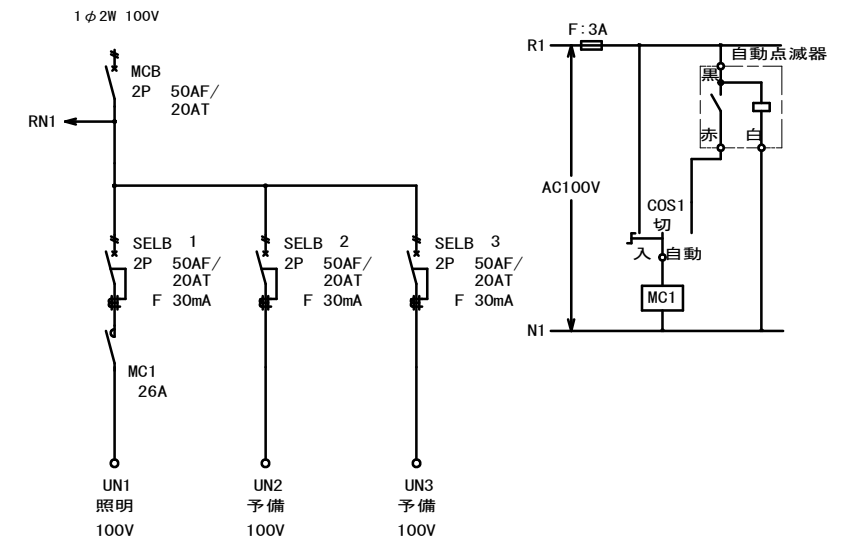 1φ2W 100V
MCB
2P 50AF/
20AT
RN1
SELB 1
2P 50AF/
20AT
F 30mA
SELB 2
2P 50AF/
20AT
F 30mA
SELB 3
2P 50AF/
20AT
F 30mA
MC1
26A
UN1
照明
100V
UN2
予備
100V
UN3
予備
100V
F:3A
R1
自動点滅器
黒
赤
白
AC100V
COS1
切
入
自動
MC1
N1